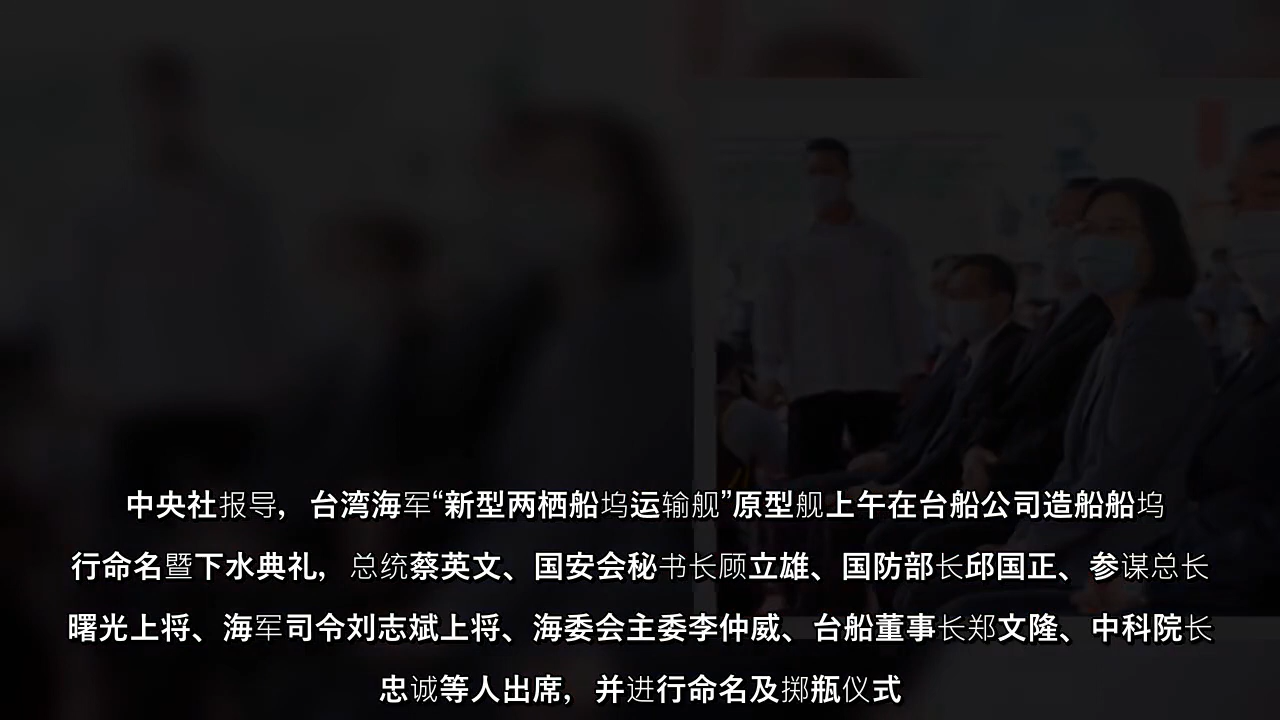 中央社报导，台湾海军“新型两栖船坞运输舰”原型舰上午在台船公司造船船坞
行命名暨下水典礼，总统蔡英文、国安会秘书长顾立雄、国防部长邱国正、参谋总长
曙光上将、海军司令刘志斌上将、海委会主委李仲威、台船董事长郑文隆、中科院长
忠诚等人出席，并进行命名及掷瓶仪式